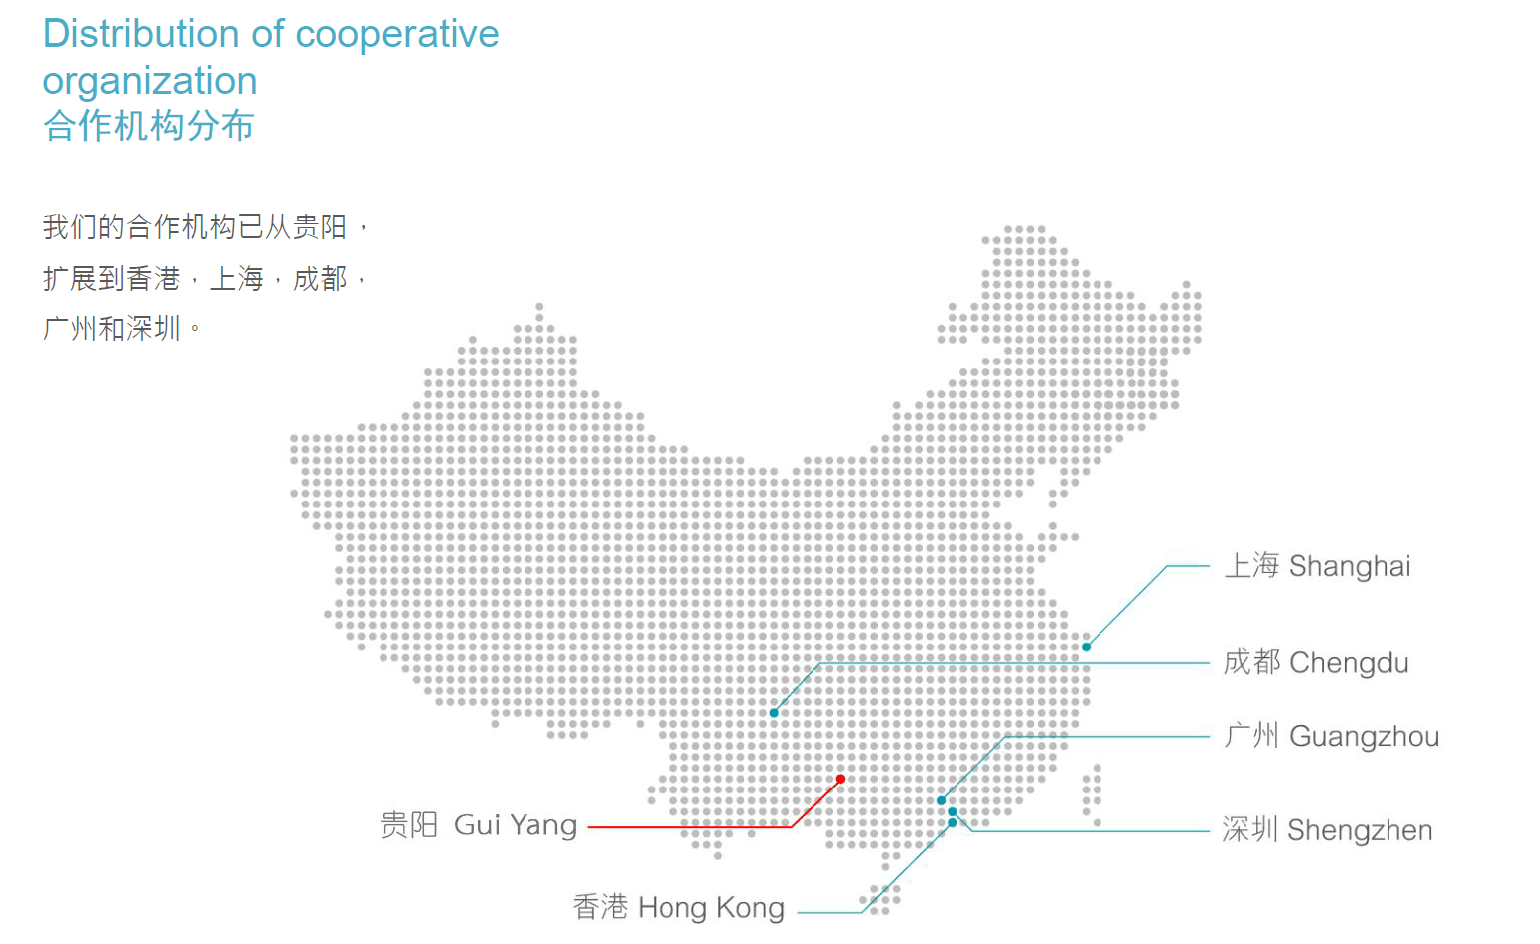 Distribution of cooperative
organization
合作机构分布
我们的合作机构已从贵阳，
扩展到香港，上海，成都，
广州和深圳。
上海 Shanghai
成都 Chengdu
广州 Guangzhou
贵阳 Gui Yang
深圳 Shengzhen
香港 Hong Kong